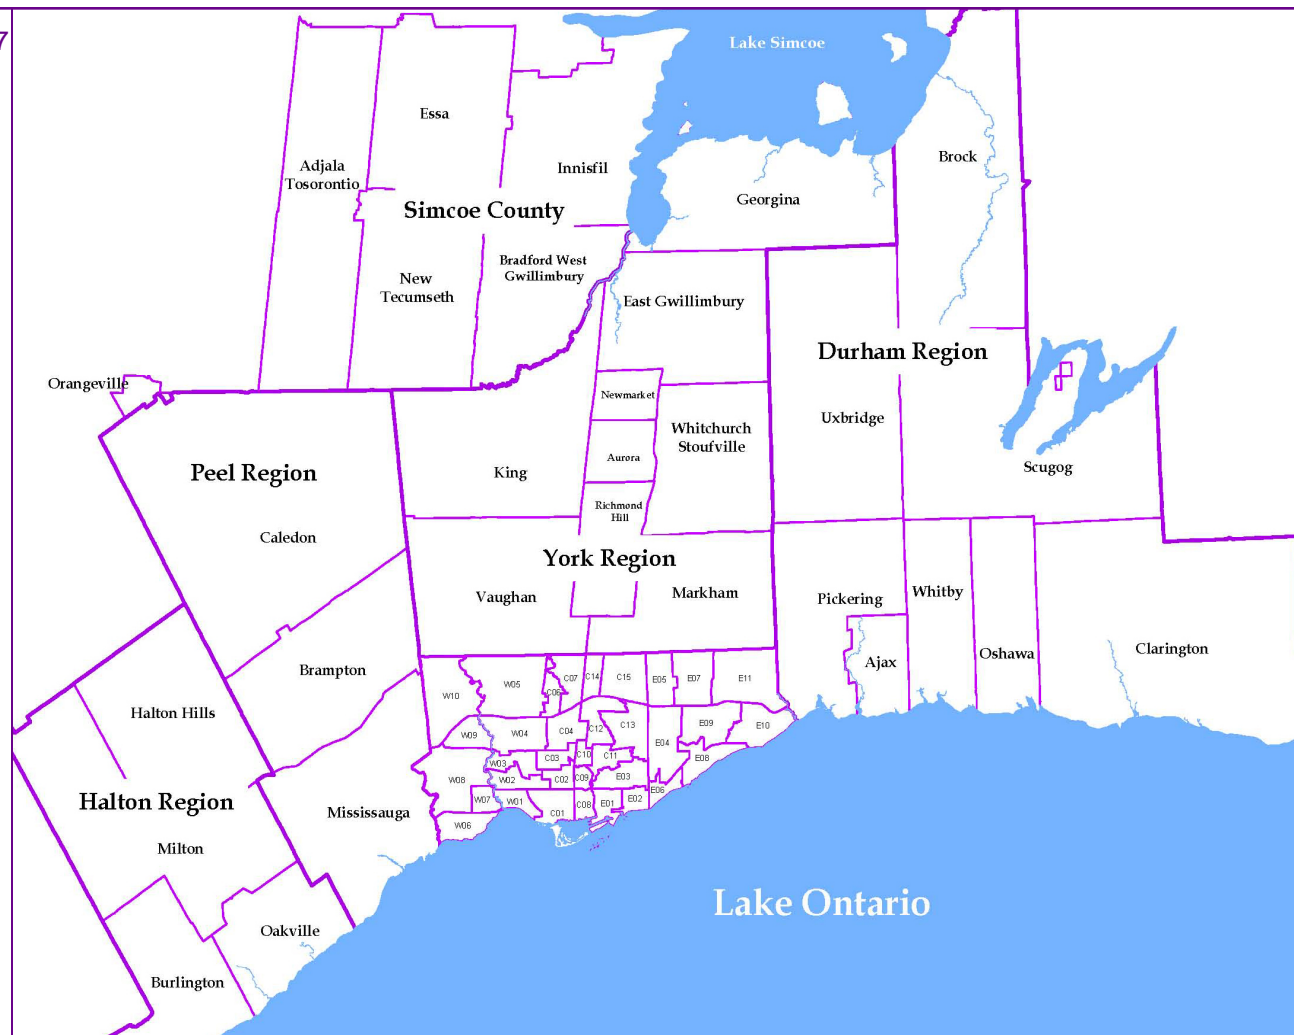 7
Lake Simcoe
Essa
Adjala
Tosorontio
Innisfil
Brock
Georgina
Simcoe County
Bradford West
Gwillimbury
New
Tecumseth
East Gwillimbury
Durham Region
Orangeville
Newmarket
Whitchurch
Stoufville
Uxbridge
Aurora
King
Peel Region
Scugog
Richmond
Hill
Caledon
York Region
Vaughan
Markham
Pickering
Whitby
Ajax
Oshawa
Clarington
Brampton
W10
W05
C06
C07
C14
C15
E05
E07
E11
Halton Hills
W09
W04
C04
C12
C13
E04
E09
E10
W03
C03
C10
C11
E08
W08
W02
C02
C09
E03
Halton Region
W07
W01
C01
C08
E01
E02
E06
W06
Mississauga
Milton
Oakville
Burlington
Lake Ontario